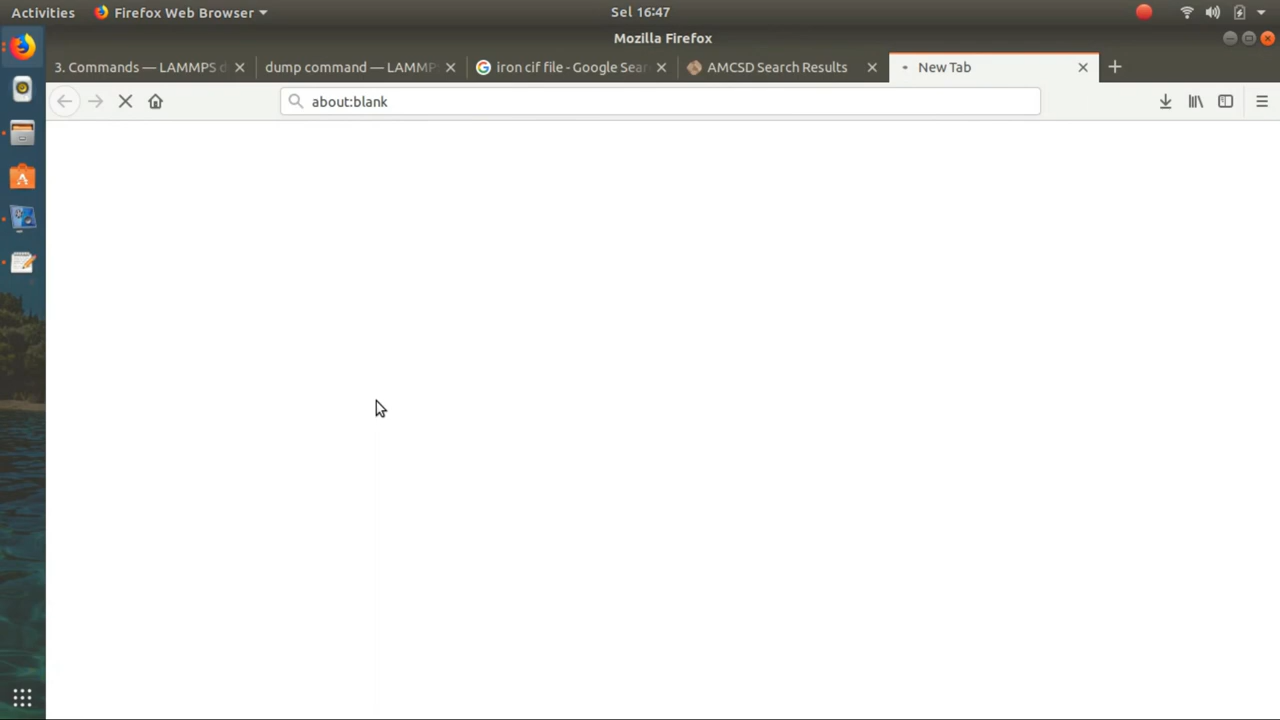 Activities Firefox Web Browser Sel 16:47
Mozilla Firefox
3. Commands — LAMMPS d dump command — LAMMP iron cif file - Google Sear AMCSD Search Results New Tab
about:blank